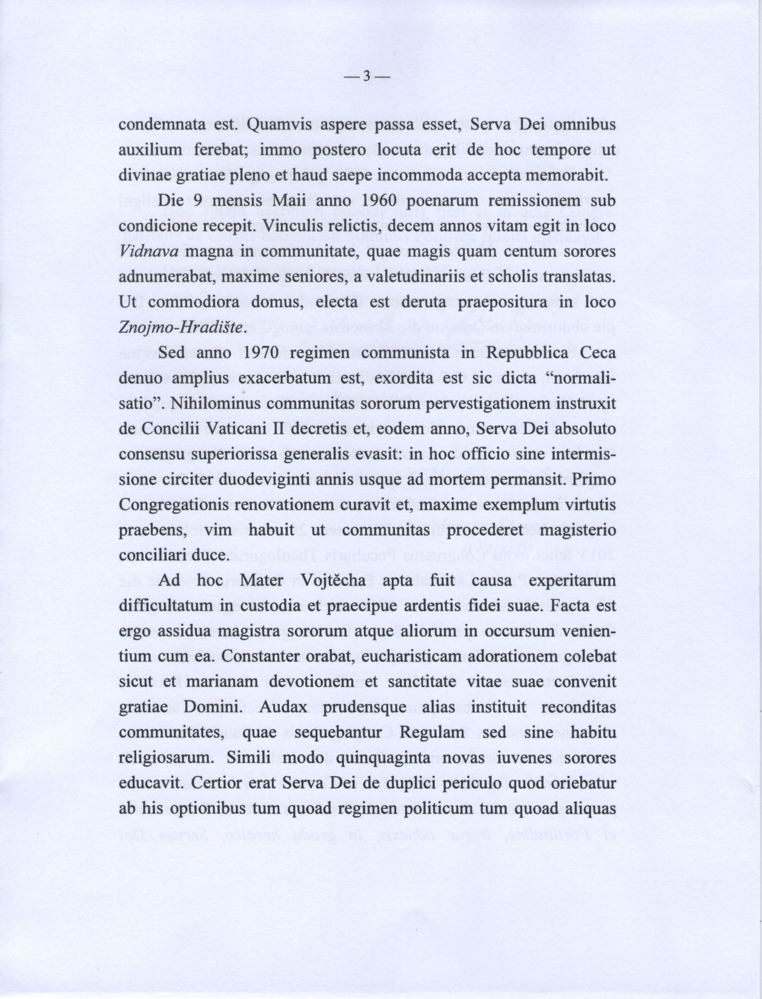 — 3 —
condemnata est. Quamvis aspere passa esset, Serva Dei omnibus
auxilium ferebat; immo postero locuta erit de hoc tempore ut
divinae gratiae pleno et haud saepe incommoda accepta memorabit.
Die 9 mensis Maii anno 1960 poenarum remissionem sub
condicione recepit. Vinculis relictis, decem annos vitam egit in loco
Vidnava magna in communitate, quae magis quam centum sorores
adnumerabat, maxime seniores, a valetudinariis et scholis translatas.
Ut commodior domus, electa est deruta praepositura in loco
Znojmo-Hradište.
Sed anno 1970 regimen communista in Repubblica Ceca
denuo amplius exacerbatum est, exordita est sic dicta “normali-
satio”. Nihilominus communitas sororum pervestigationem instruxit
de Concilii Vaticani II decretis et, eodem anno, Serva Dei absoluto
consensu superiorissa generalis evasit: in hoc officio sine intermis-
sione circiter duodeviginti annis usque ad mortem permansit. Primo
Congregationis renovationem curavit et, maxime exemplum virtutis
praebens, vim habuit ut communitas procederet magisterio
conciliari duce.
Ad hoc Mater Vojtěcha apta fuit causa experitarum
difficultatum in custodia et praecipue ardentis fidei suae. Facta est
ergo assidua magistra sororum atque aliorum in occursum venien-
tium cum ea. Constanter orabat, eucharisticam adorationem colebat
sicut et marianam devotionem et sanctitate vitae suae convenit
gratiae Domini. Audax prudensque alias instituit reconditas
communitates, quae sequebantur Regulam sed sine habitu
religiosarum. Simili modo quinquaginta novas iuvenes sorores
educavit. Certior erat Serva Dei de duplici periculo quod oriebatur
ab his optionibus tum quoad regimen politicum tum quoad aliquas